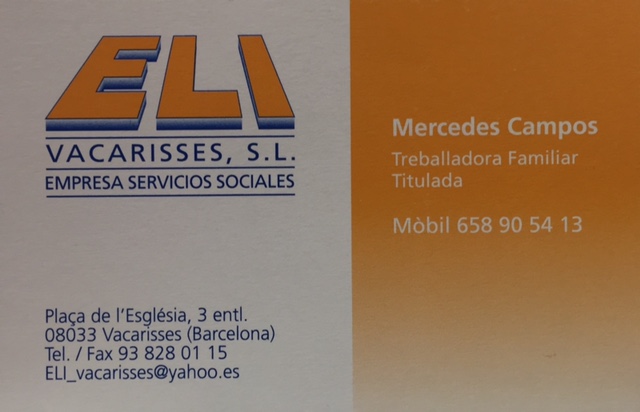 ELI
VACARISSES, S.L.
EMPRESA SERVICIOS SOCIALES
Plaça de l'Església, 3 entl.
08033 Vacarisses (Barcelona)
Tel. / Fax 93 828 01 15
ELI_vacarisses@yahoo.es
Mercedes Campos
Treballadora Familiar
Titulada
Mòbil 658 90 54 13